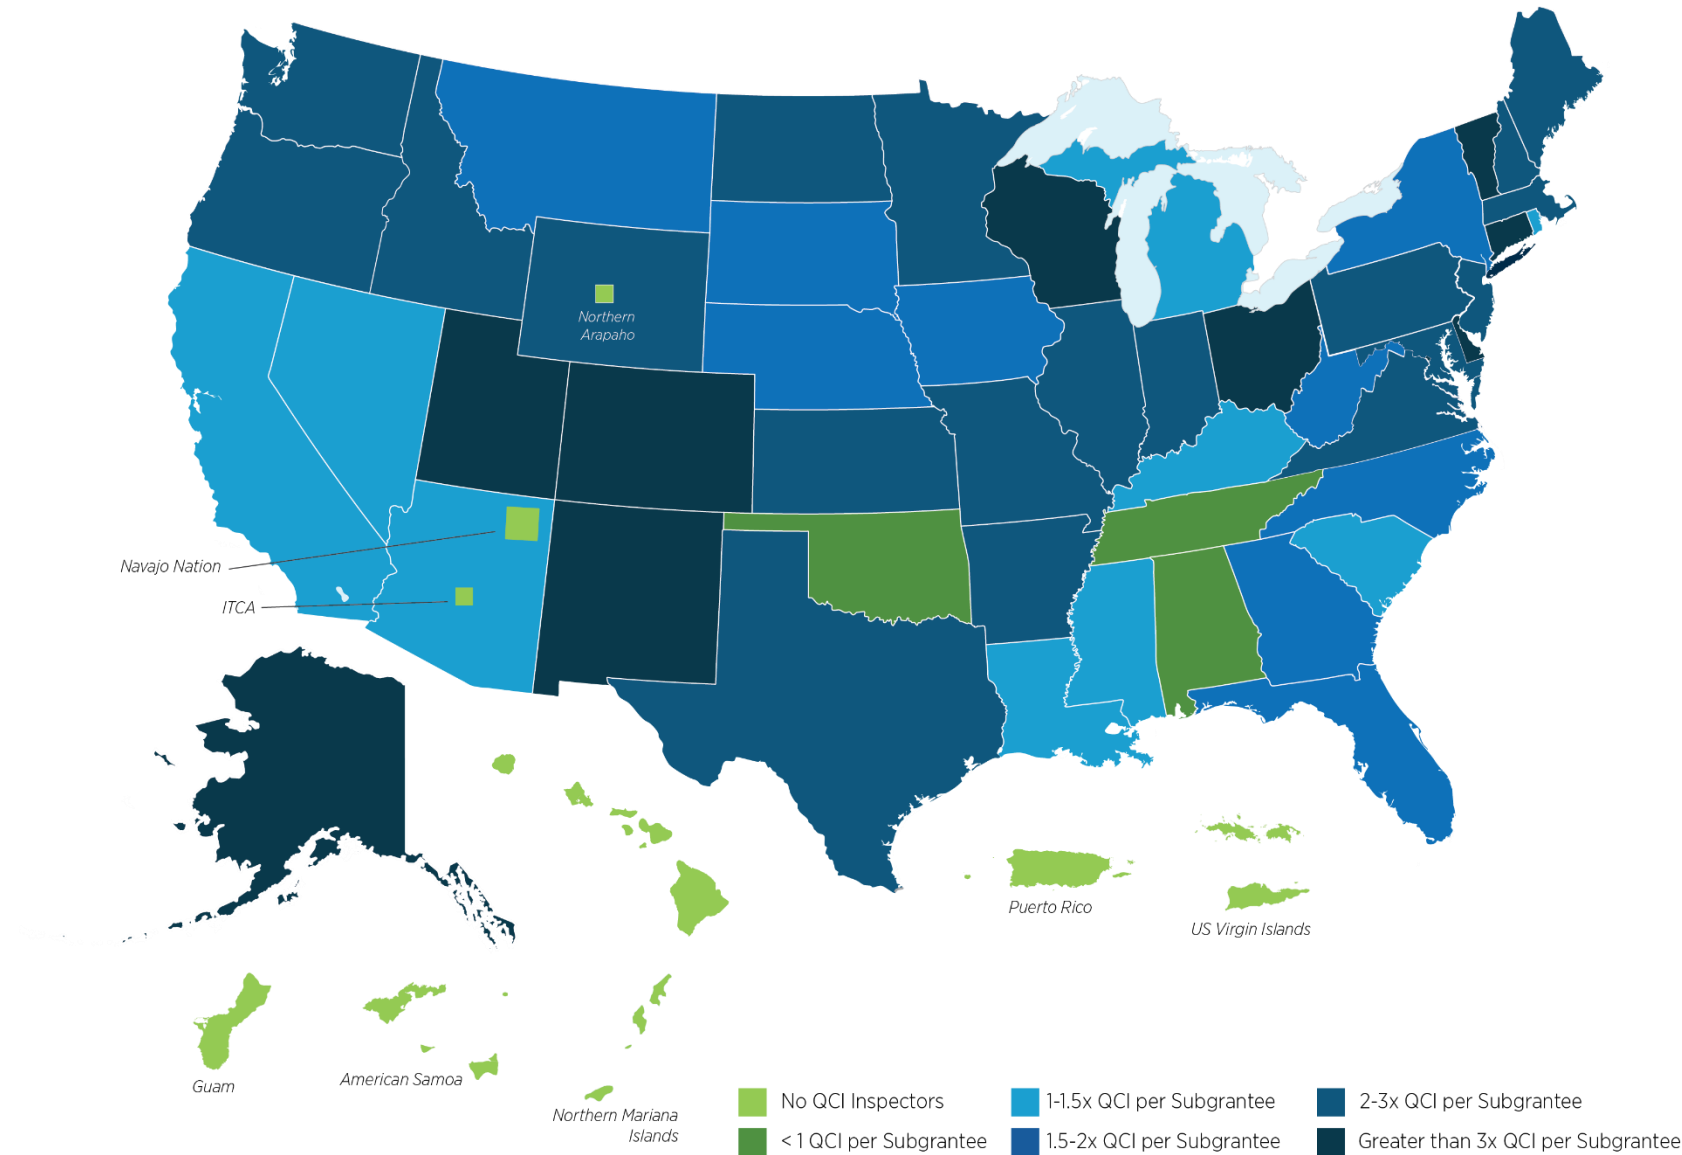 Northern
Arapaho
Navajo Nation
ITCA
Puerto Rico
US Virgin Islands
Guam
American Samoa
Northern Mariana
Islands
No QCI Inspectors
< 1 QCI per Subgrantee
1-1.5x QCI per Subgrantee
1.5-2x QCI per Subgrantee
2-3x QCI per Subgrantee
Greater than 3x QCI per Subgrantee